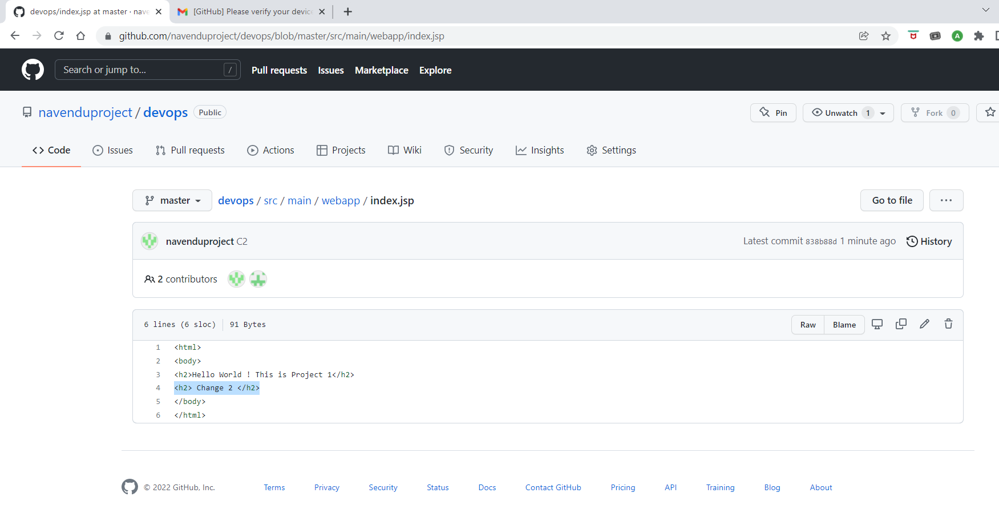 devops/index.jsp at master · nave
[GitHub] Please verify your device
github.com/navenduproject/devops/blob/master/src/main/webapp/index.jsp
A
Search or jump to... /
Pull requests Issues Marketplace Explore
navenduproject / devops Public
Pin Unwatch 1 Fork 0
Code Issues Pull requests Actions Projects Wiki Security Insights Settings
master devops / src / main / webapp / index.jsp Go to file ...
navenduproject C2 Latest commit 838b88d 1 minute ago History
2 contributors
6 lines (6 sloc) 91 Bytes Raw Blame
1 <html>
2 <body>
3 <h2>Hello World ! This is Project 1</h2>
4 <h2> Change 2 </h2>
5 </body>
6 </html>
© 2022 GitHub, Inc. Terms Privacy Security Status Docs Contact GitHub Pricing API Training Blog About